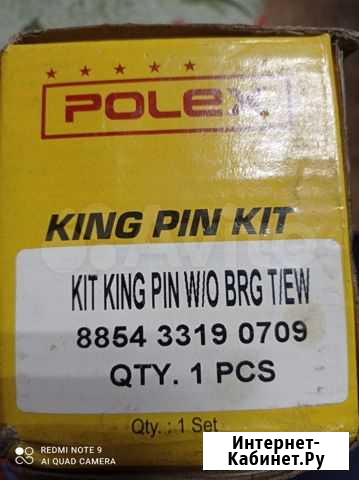 POLEX
KING PIN KIT
KIT KING PIN W/O BRG T/EW
8854 3319 0709
QTY. 1 PCS
Qty. : 1 Set
REDMI NOTE 9
AI QUAD CAMERA
Интернет-
Кабинет.Ру
Avito